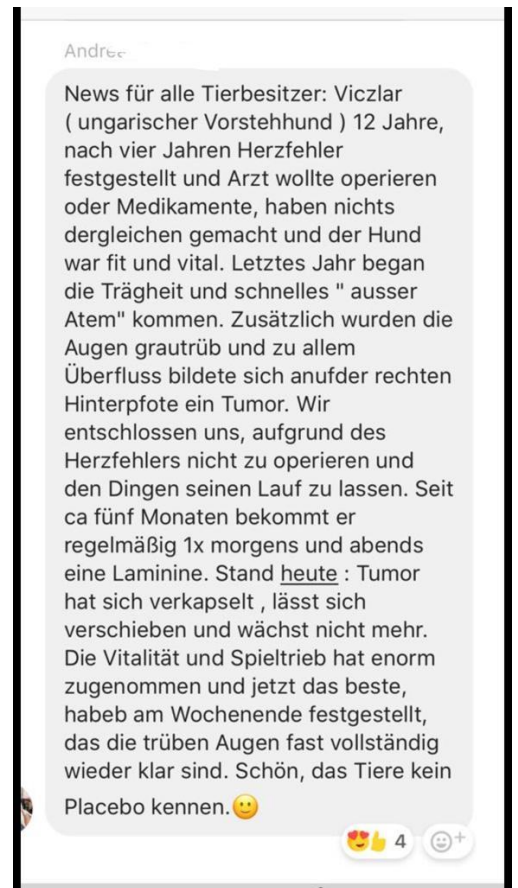 Andree
News für alle Tierbesitzer: Viczlar
( ungarischer Vorstehhund ) 12 Jahre,
nach vier Jahren Herzfehler
festgestellt und Arzt wollte operieren
oder Medikamente, haben nichts
dergleichen gemacht und der Hund
war fit und vital. Letztes Jahr began
die Trägheit und schnelles " ausser
Atem" kommen. Zusätzlich wurden die
Augen grautrüb und zu allem
Überfluss bildete sich anufder rechten
Hinterpfote ein Tumor. Wir
entschlossen uns, aufgrund des
Herzfehlers nicht zu operieren und
den Dingen seinen Lauf zu lassen. Seit
ca fünf Monaten bekommt er
regelmäßig 1x morgens und abends
eine Laminine. Stand heute : Tumor
hat sich verkapselt , lässt sich
verschieben und wächst nicht mehr.
Die Vitalität und Spieltrieb hat enorm
zugenommen und jetzt das beste,
habeb am Wochenende festgestellt,
das die trüben Augen fast vollständig
wieder klar sind. Schön, das Tiere kein
Placebo kennen.🙂
4